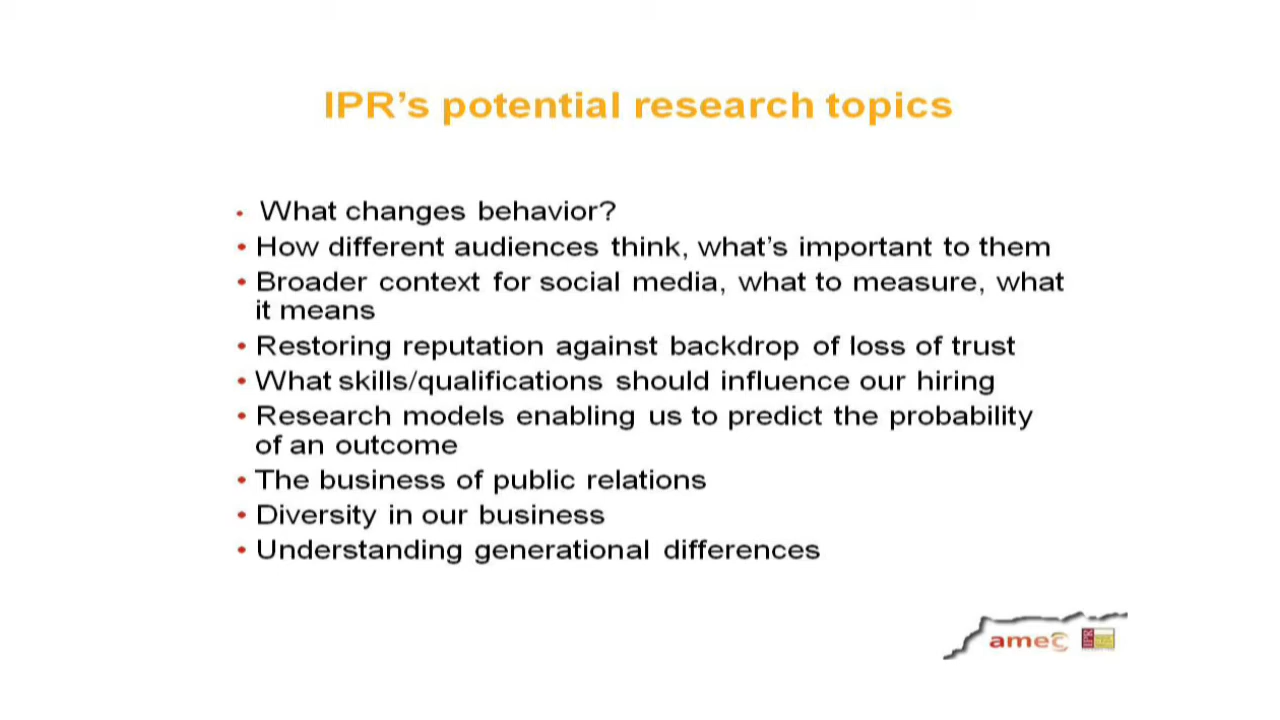 IPR's potential research topics
• What changes behavior?
• How different audiences think, what's important to them
• Broader context for social media, what to measure, what
it means
• Restoring reputation against backdrop of loss of trust
• What skills/qualifications should influence our hiring
• Research models enabling us to predict the probability
of an outcome
• The business of public relations
• Diversity in our business
• Understanding generational differences
amec
IPR